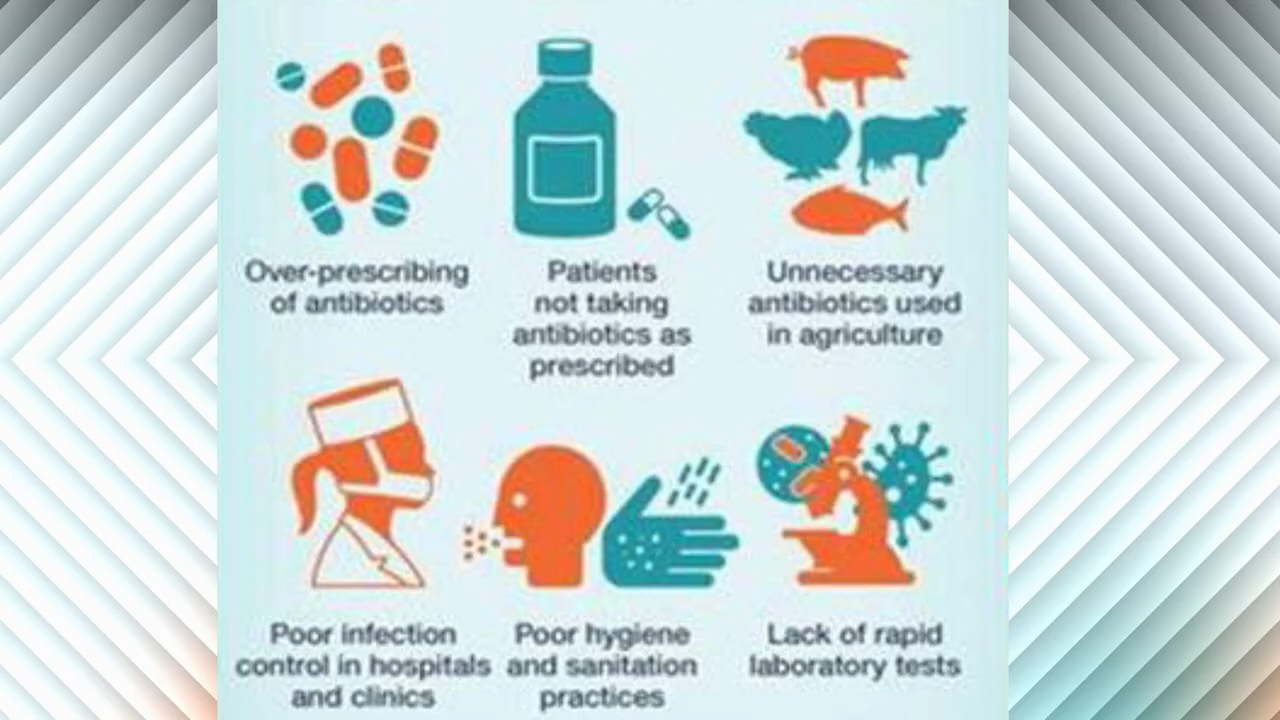 Over-prescribing
of antibiotics
Patients
not taking
antibiotics as
prescribed
Unnecessary
antibiotics used
in agriculture
Poor infection
control in hospitals
and clinics
Poor hygiene
and sanitation
practices
Lack of rapid
laboratory tests